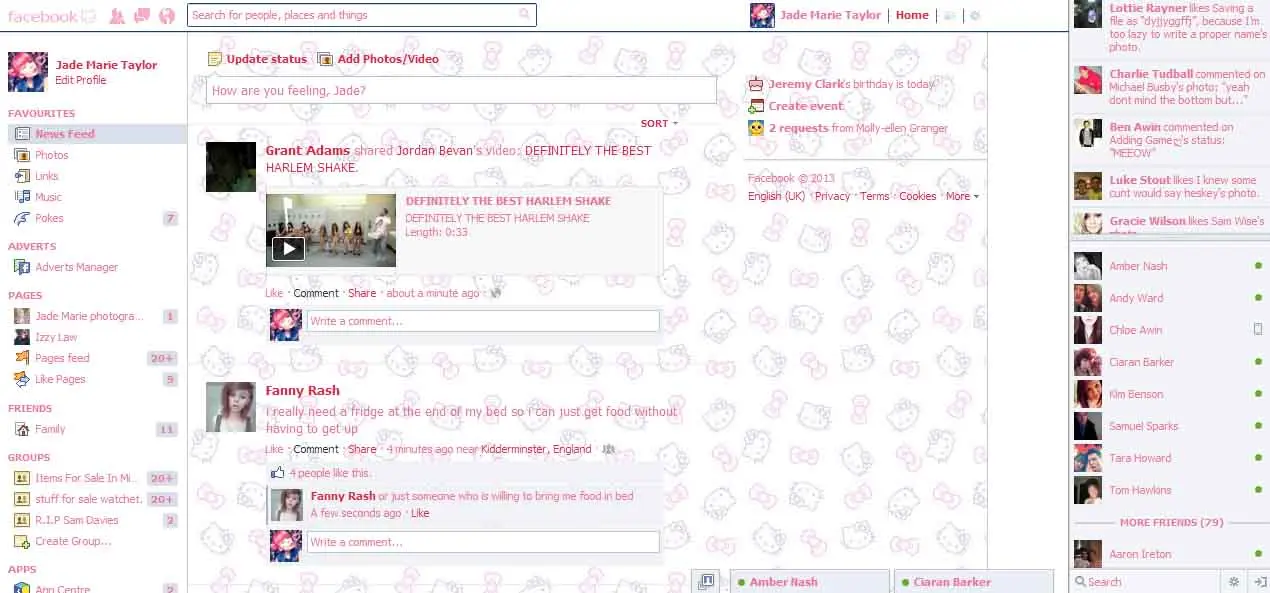 facebook
Search for people, places and things
Jade Marie Taylor
Home
Jade Marie Taylor
Edit Profile
FAVOURITES
News feed
Photos
Links
Music
Pokes 7
ADVERTS
Adverts Manager
PAGES
Jade Marie photogra... 1
Izzy Law
Pages feed 20+
Like Pages 5
FRIENDS
Family 11
GROUPS
Items For Sale In Mi... 20+
stuff for sale watchet. 20+
R.I.P Sam Davies 2
Create Group...
APPS
App Centre 2
Update status Add Photos/Video
How are you feeling, Jade?
SORT
Grant Adams shared Jordan Bevan's video: DEFINITELY THE BEST
HARLEM SHAKE.
DEFINITELY THE BEST HARLEM SHAKE
DEFINITELY THE BEST HARLEM SHAKE
Length: 0:33
Like · Comment · Share · about a minute ago ·
Write a comment...
Fanny Rash
i really need a fridge at the end of my bed so i can just get food without
having to get up
Like · Comment · Share · 4 minutes ago near Kidderminster, England ·
4 people like this.
Fanny Rash or just someone who is willing to bring me food in bed
A few seconds ago · Like
Write a comment...
Jeremy Clark's birthday is today
Create event
2 requests from Molly-ellen Granger
Facebook © 2013
English (UK) · Privacy · Terms · Cookies · More
Lottie Rayner likes Saving a
file as "dyjjyggffj", because I'm
too lazy to write a proper name's
photo.
Charlie Tudball commented on
Michael Busby's photo: "yeah
dont mind the bottom but..."
Ben Awin commented on
Adding Game's status:
"MEEOW"
Luke Stout likes I knew some
cunt would say heskey's photo.
Gracie Wilson likes Sam Wise's
photo.
Amber Nash
Andy Ward
Chloe Awin
Ciaran Barker
Kim Benson
Samuel Sparks
Tara Howard
Tom Hawkins
MORE FRIENDS (79)
Aaron Ireton
Search
Amber Nash
Ciaran Barker